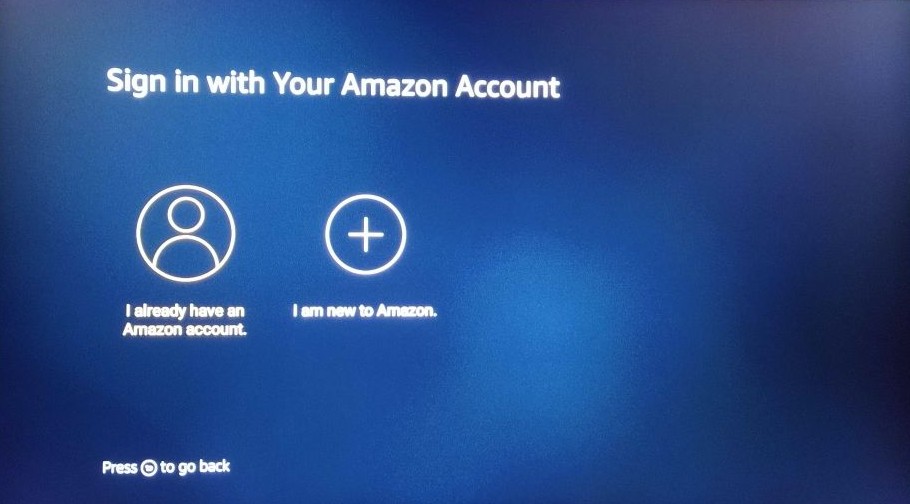 Sign in with Your Amazon Account
I already have an
Amazon account.
I am new to Amazon.
Press to go back